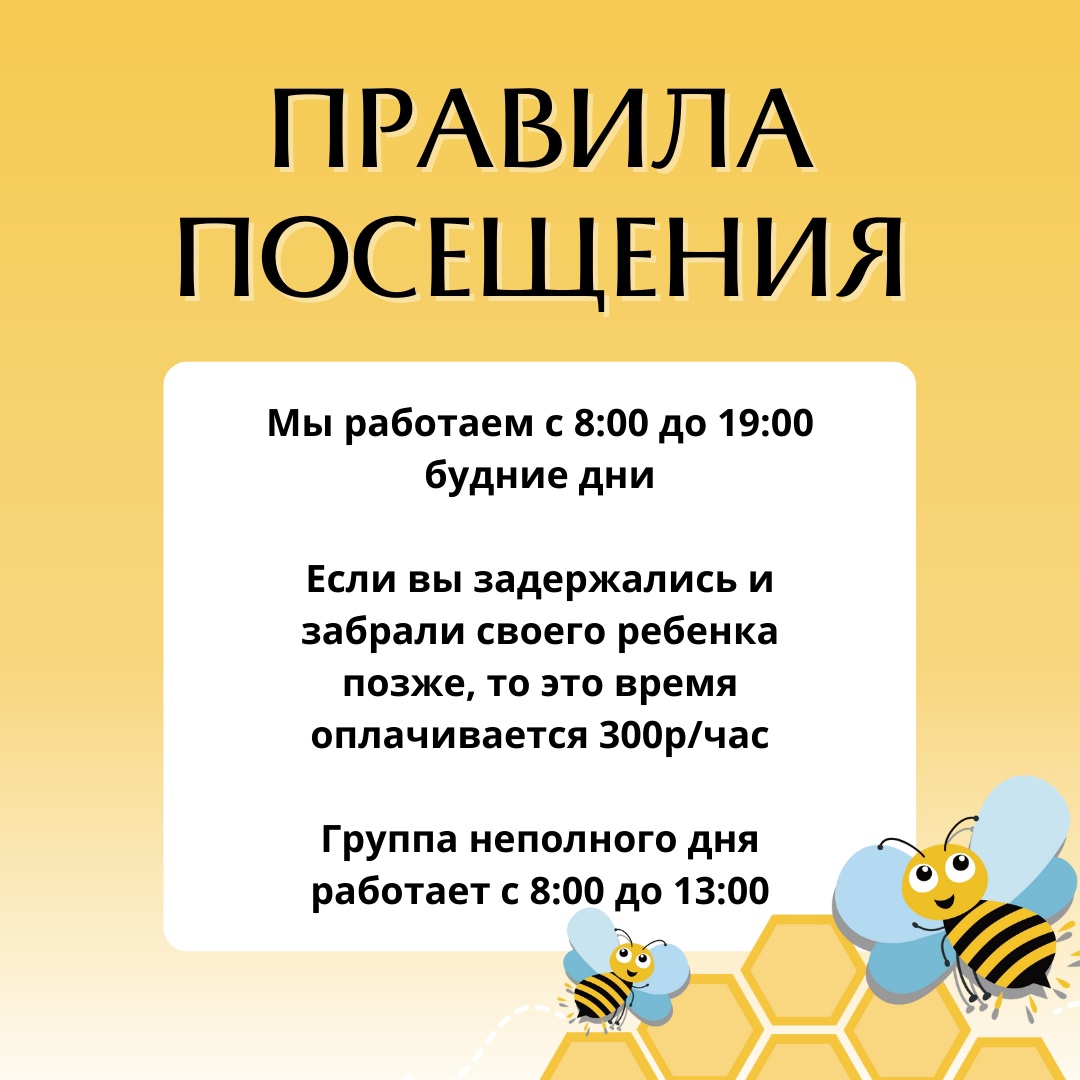 ПРАВИЛА
ПОСЕЩЕНИЯ
Мы работаем с 8:00 до 19:00
будние дни
Если вы задержались и
забрали своего ребенка
позже, то это время
оплачивается 300р/час
Группа неполного дня
работает с 8:00 до 13:00